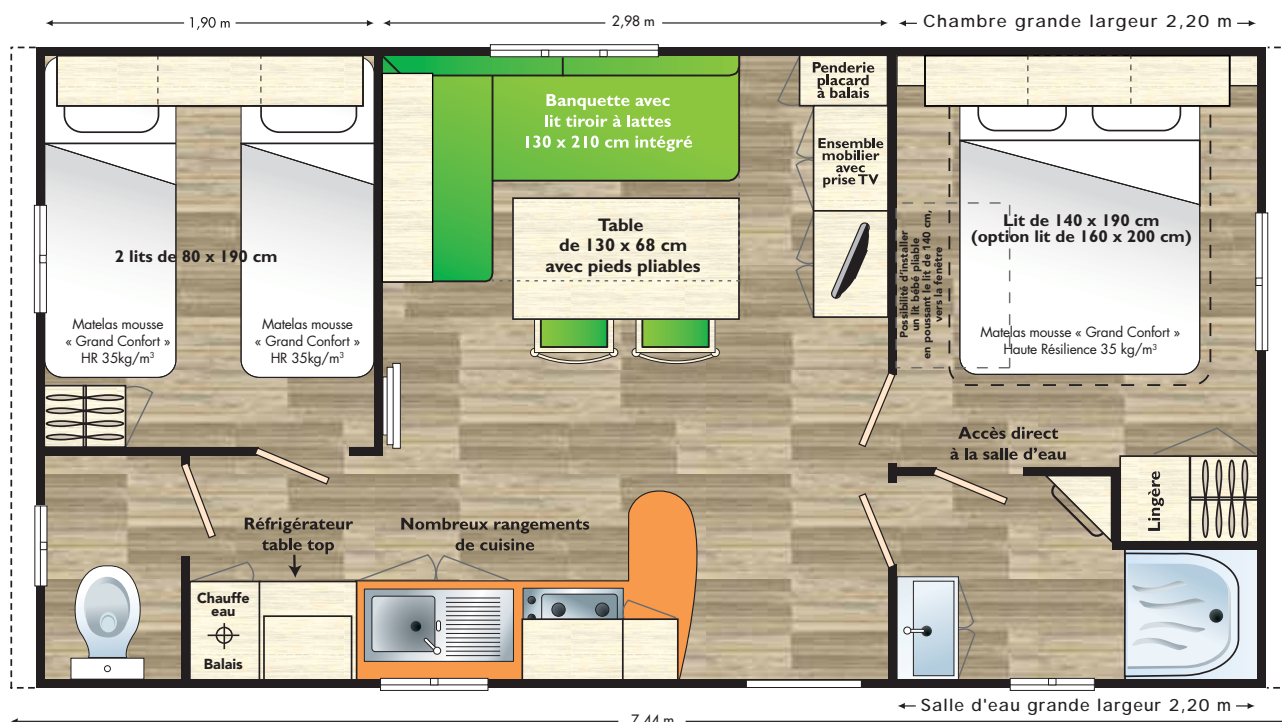 1,90 m
2,98 m
Chambre grande largeur 2,20 m
Penderie
placard
à balais
Banquette avec
lit tiroir à lattes
130 x 210 cm intégré
Ensemble
mobilier
avec
prise TV
Table
de 130 x 68 cm
avec pieds pliables
2 lits de 80 x 190 cm
Matelas mousse
« Grand Confort »
HR 35kg/m³
Matelas mousse
« Grand Confort »
HR 35kg/m³
Possibilité d'installer
un lit bébé pliable
en poussant le lit de 140 cm,
vers la fenêtre
Lit de 140 x 190 cm
(option lit de 160 x 200 cm)
Matelas mousse « Grand Confort »
Haute Résilience 35 kg/m³
Accès direct
à la salle d'eau
Lingère
Réfrigérateur
table top
Nombreux rangements
de cuisine
Chauffe
eau
Balais
Salle d'eau grande largeur 2,20 m
7,44 m